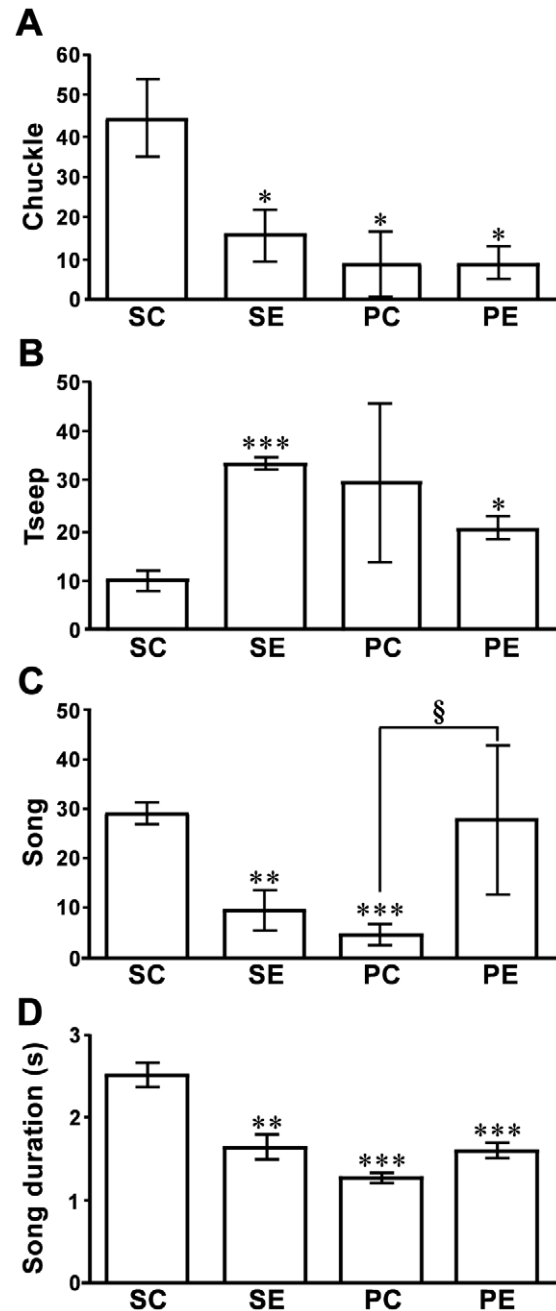 A
Chuckle
60
50
40
30
20
10
0
* * *
SC SE PC PE
B
Tseep
50
40
30
20
10
0
*** *
SC SE PC PE
C
Song
50
40
30
20
10
0
§
** ***
SC SE PC PE
D
Song duration (s)
3
2
1
0
** *** ***
SC SE PC PE